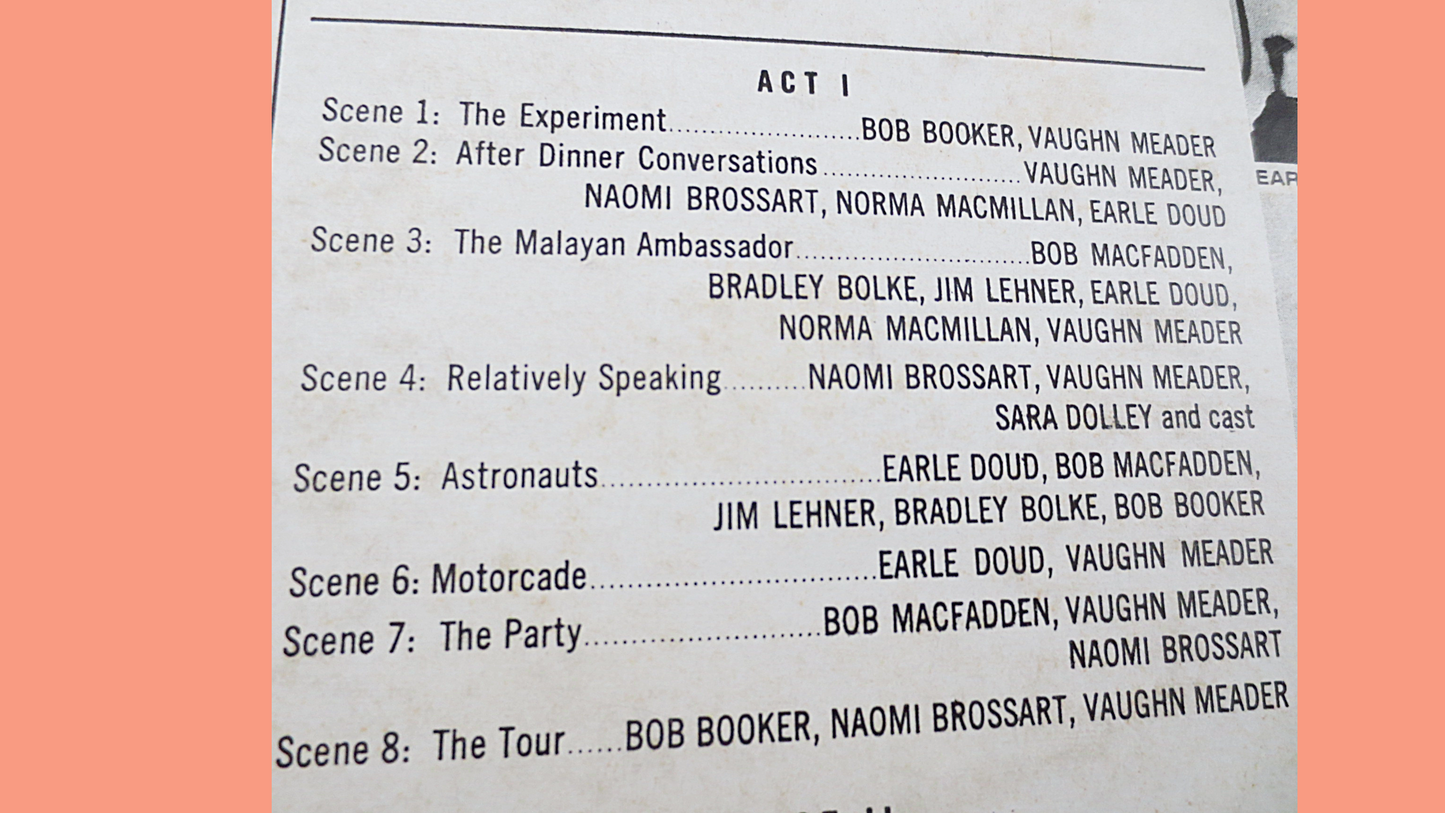 ACT I
Scene 1: The Experiment......................BOB BOOKER, VAUGHN MEADER
Scene 2: After Dinner Conversations......................VAUGHN MEADER,
NAOMI BROSSART, NORMA MACMILLAN, EARLE DOUD
Scene 3: The Malayan Ambassador..........................BOB MACFADDEN,
BRADLEY BOLKE, JIM LEHNER, EARLE DOUD,
NORMA MACMILLAN, VAUGHN MEADER
Scene 4: Relatively Speaking..........NAOMI BROSSART, VAUGHN MEADER,
SARA DOLLEY and cast
Scene 5: Astronauts................................EARLE DOUD, BOB MACFADDEN,
JIM LEHNER, BRADLEY BOLKE, BOB BOOKER
Scene 6: Motorcade................................EARLE DOUD, VAUGHN MEADER
Scene 7: The Party..........................BOB MACFADDEN, VAUGHN MEADER,
NAOMI BROSSART
Scene 8: The Tour......BOB BOOKER, NAOMI BROSSART, VAUGHN MEADER